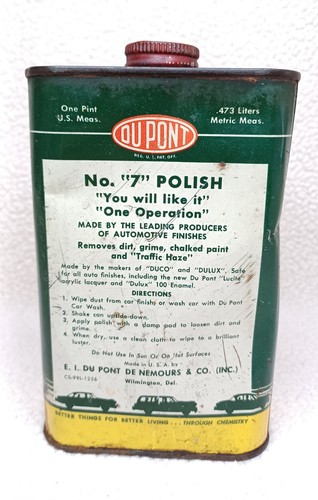 One Pint
U.S. Meas.
.473 Liters
Metric Meas.
DU PONT
REG. U.S. PAT. OFF.
No. "7" POLISH
"You will like it"
"One Operation"
MADE BY THE LEADING PRODUCERS
OF AUTOMOTIVE FINISHES
Removes dirt, grime, chalked paint
and "Traffic Haze"
Made by the makers of "DUCO" and "DULUX". Safe
for all auto finishes, including the new Du Pont "Lucite"
acrylic lacquer and "Dulux" 100 Enamel.
DIRECTIONS
1. Wipe dust from car finish or wash car with Du Pont
Car Wash.
2. Shake can upside-down.
3. Apply polish with a damp pad to loosen dirt and
grime.
4. When dry, use a clean cloth to wipe to a brilliant
luster.
Do Not Use In Sun Or On Hot Surfaces
Made in U.S.A. by
E. I. DU PONT DE NEMOURS & CO. (INC.)
Wilmington, Del.
BETTER THINGS FOR BETTER LIVING ... THROUGH CHEMISTRY